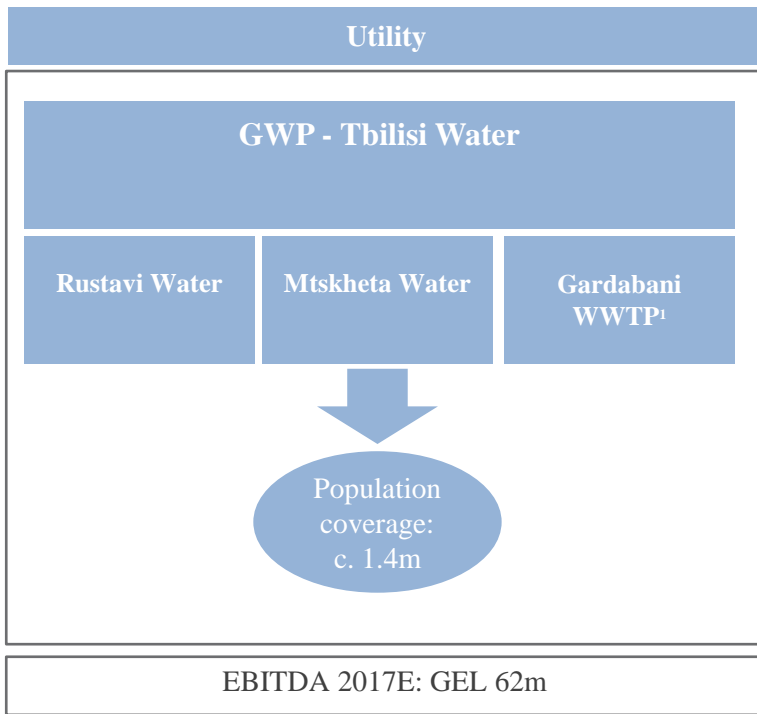 Utility
GWP - Tbilisi Water
Rustavi Water
Mtskheta Water
Gardabani
WWTP¹
Population
coverage:
c. 1.4m
EBITDA 2017E: GEL 62m